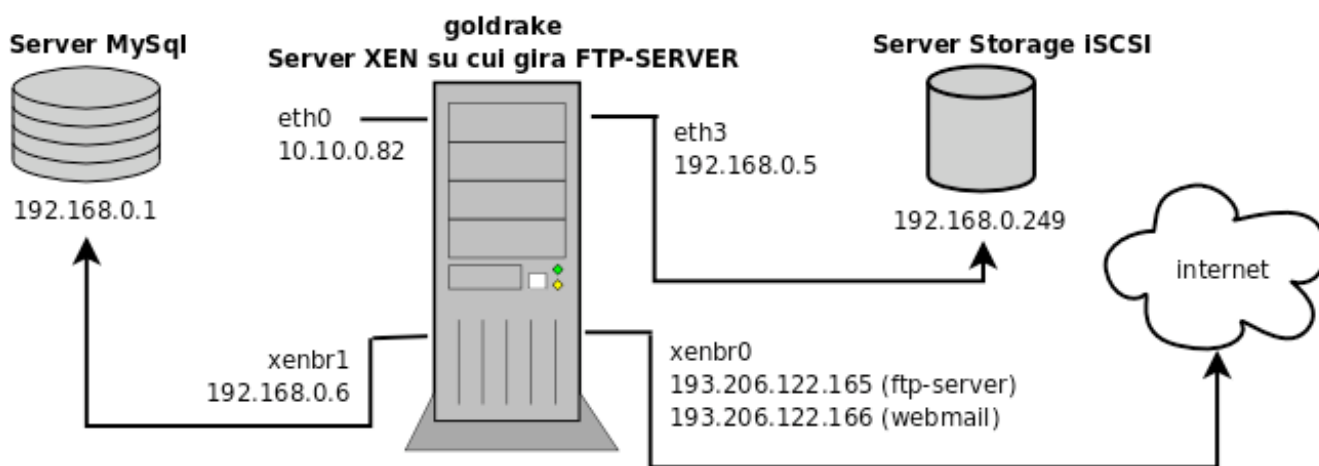 goldrake
Server MySql
Server XEN su cui gira FTP-SERVER
Server Storage iSCSI
eth0
10.10.0.82
eth3
192.168.0.5
192.168.0.1
192.168.0.249
internet
xenbr1
192.168.0.6
xenbr0
193.206.122.165 (ftp-server)
193.206.122.166 (webmail)